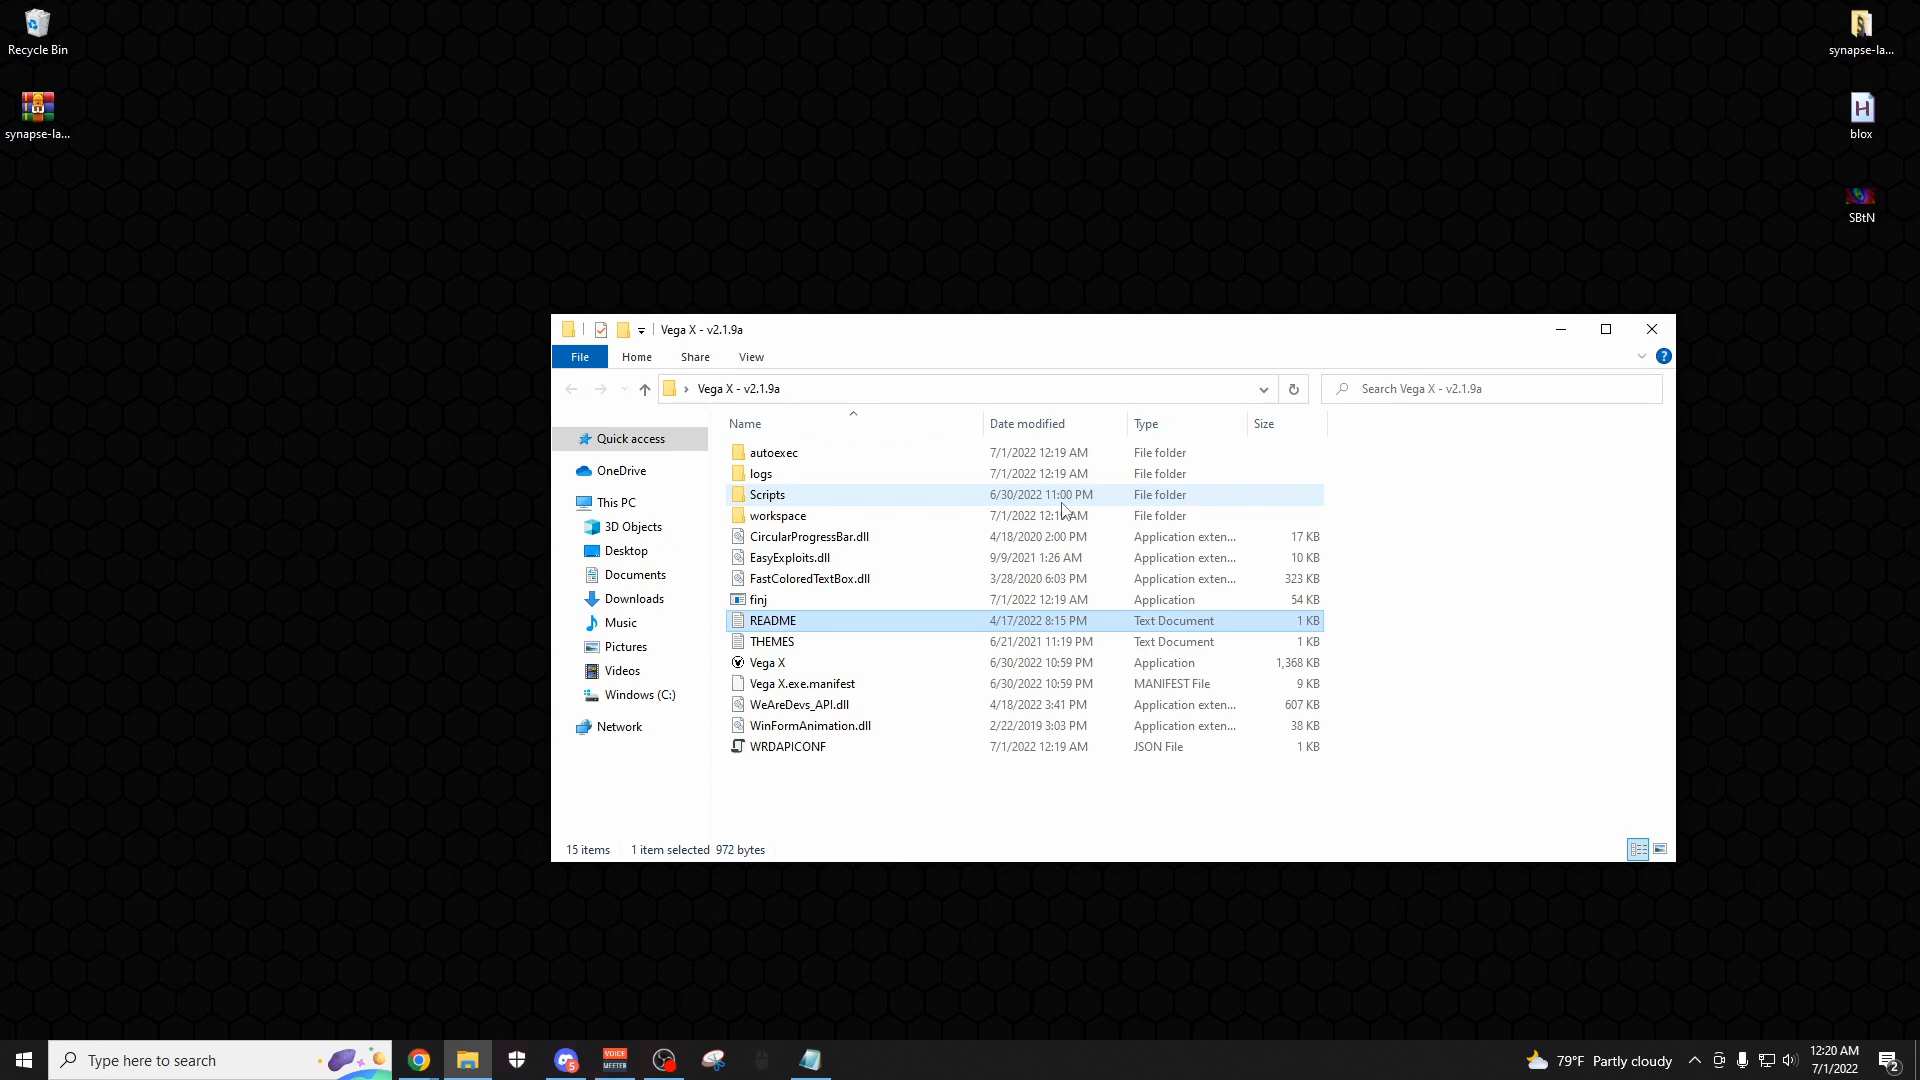 Recycle Bin
synapse-la...
synapse-la...
H
blox
SBtN
Vega X - v2.1.9a
File Home Share View
?
Vega X - v2.1.9a
Search Vega X - v2.1.9a
Name Date modified Type Size
Quick access
OneDrive
This PC
3D Objects
Desktop
Documents
Downloads
Music
Pictures
Videos
Windows (C:)
Network
autoexec 7/1/2022 12:19 AM File folder
logs 7/1/2022 12:19 AM File folder
Scripts 6/30/2022 11:00 PM File folder
workspace 7/1/2022 12:19 AM File folder
CircularProgressBar.dll 4/18/2020 2:00 PM Application exten... 17 KB
EasyExploits.dll 9/9/2021 1:26 AM Application exten... 10 KB
FastColoredTextBox.dll 3/28/2020 6:03 PM Application exten... 323 KB
finj 7/1/2022 12:19 AM Application 54 KB
README 4/17/2022 8:15 PM Text Document 1 KB
THEMES 6/21/2021 11:19 PM Text Document 1 KB
Vega X 6/30/2022 10:59 PM Application 1,368 KB
Vega X.exe.manifest 6/30/2022 10:59 PM MANIFEST File 9 KB
WeAreDevs_API.dll 4/18/2022 3:41 PM Application exten... 607 KB
WinFormAnimation.dll 2/22/2019 3:03 PM Application exten... 38 KB
WRDAPICONF 7/1/2022 12:19 AM JSON File 1 KB
15 items 1 item selected 972 bytes
Type here to search
5
VOICE
MEETER
79°F Partly cloudy
12:20 AM
7/1/2022
2